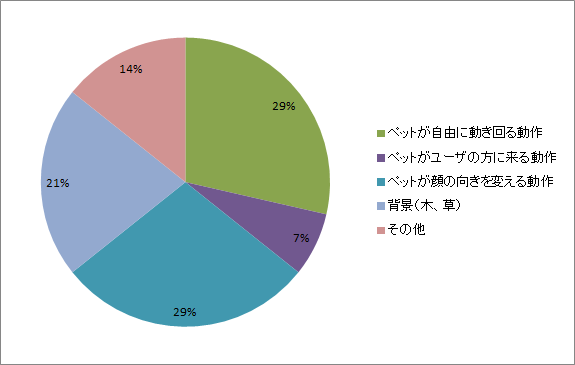 14%
29%
21%
7%
29%
ペットが自由に動き回る動作
ペットがユーザの方に来る動作
ペットが顔の向きを変える動作
背景（木、草）
その他